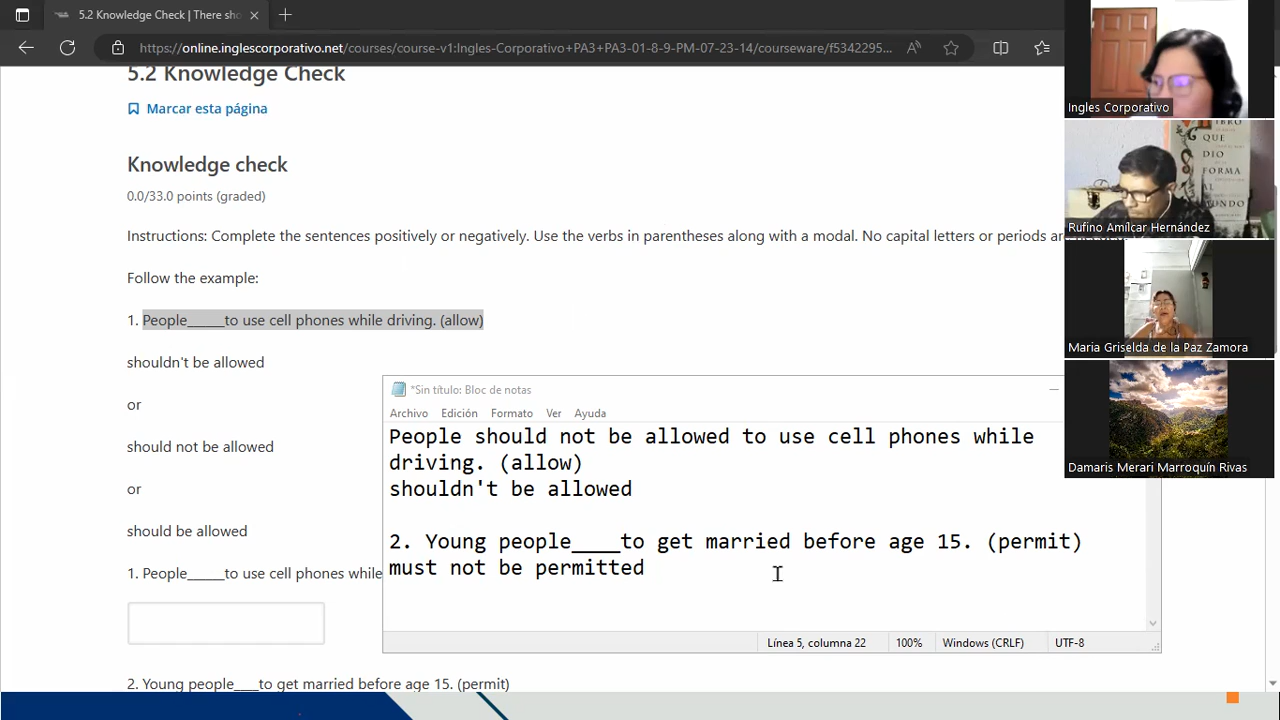 5.2 Knowledge Check | There sho
https://online.inglescorporativo.net/courses/course-v1:Ingles-Corporativo+PA3+PA3-01-8-9-PM-07-23-14/courseware/f5342295...
5.2 Knowledge Check
Marcar esta página
Knowledge check
0.0/33.0 points (graded)
Instructions: Complete the sentences positively or negatively. Use the verbs in parentheses along with a modal. No capital letters or periods are
Follow the example:
1. People_____to use cell phones while driving. (allow)
shouldn't be allowed
or
should not be allowed
or
should be allowed
1. People_____to use cell phones while
2. Young people___to get married before age 15. (permit)
*Sin título: Bloc de notas
Archivo Edición Formato Ver Ayuda
People should not be allowed to use cell phones while
driving. (allow)
shouldn't be allowed
2. Young people____to get married before age 15. (permit)
must not be permitted
Línea 5, columna 22 100% Windows (CRLF) UTF-8
Ingles Corporativo
LIBRO
QUE
DIO
FORMA
AL
MUNDO
Rufino Amílcar Hernández
Maria Griselda de la Paz Zamora
Damaris Merari Marroquín Rivas